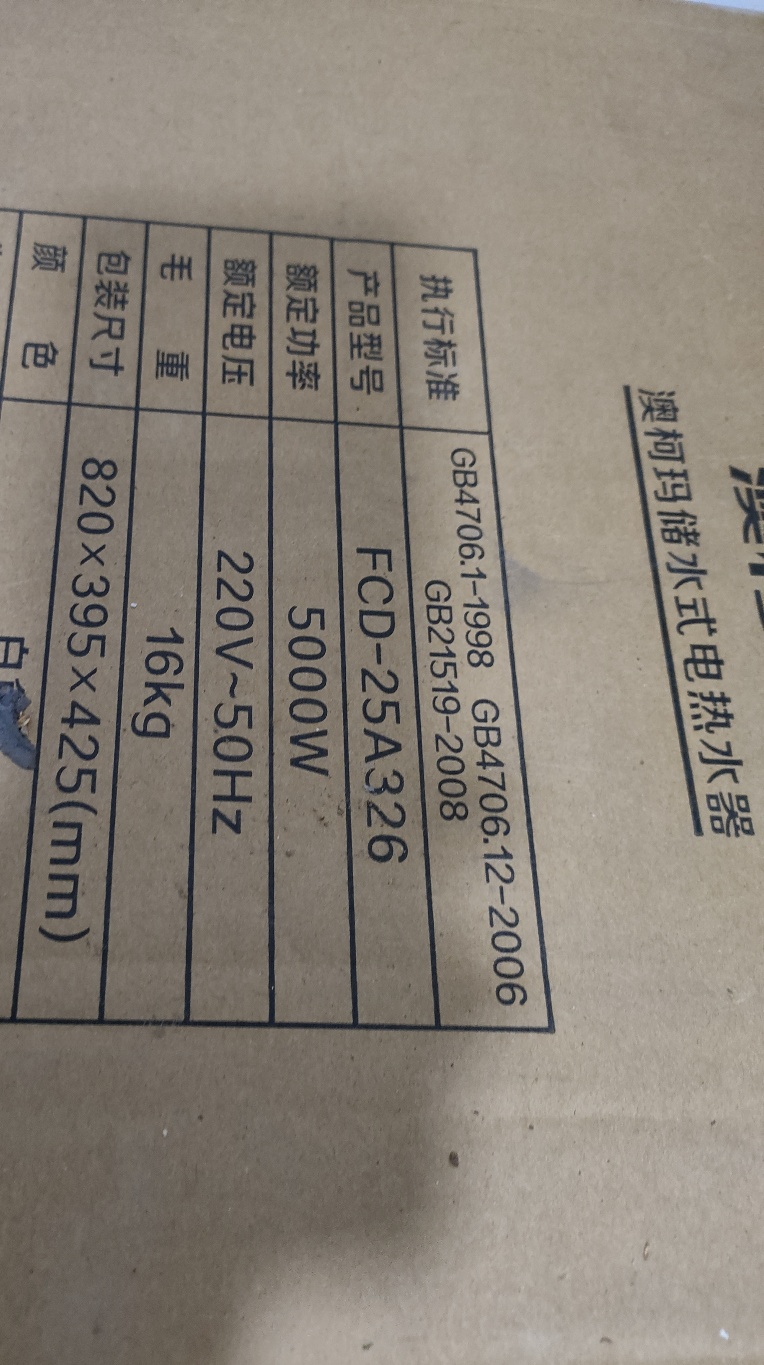 澳柯玛储水式电热水器
执行标准 GB4706.1-1998 GB4706.12-2006
GB21519-2008
产品型号 FCD-25A326
额定功率 5000W
额定电压 220V~50Hz
毛 重 16kg
包装尺寸 820×395×425(mm)
颜 色 白